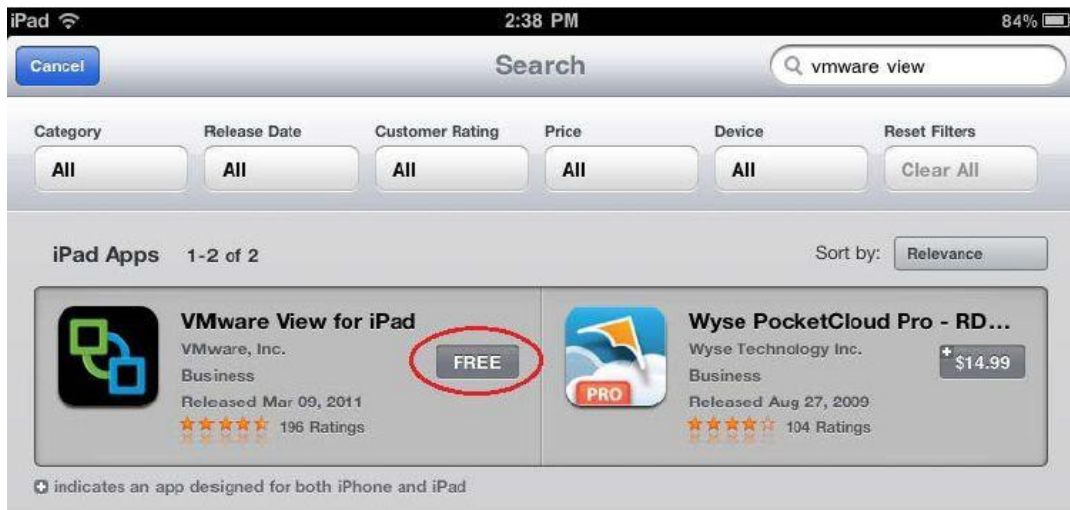 iPad 2:38 PM 84%
Cancel Search vmware view
Category Release Date Customer Rating Price Device Reset Filters
All All All All All Clear All
iPad Apps 1-2 of 2 Sort by: Relevance
VMware View for iPad
VMware, Inc.
Business
Released Mar 09, 2011
196 Ratings
FREE
PRO
Wyse PocketCloud Pro - RD...
Wyse Technology Inc.
Business
Released Aug 27, 2009
104 Ratings
$14.99
indicates an app designed for both iPhone and iPad